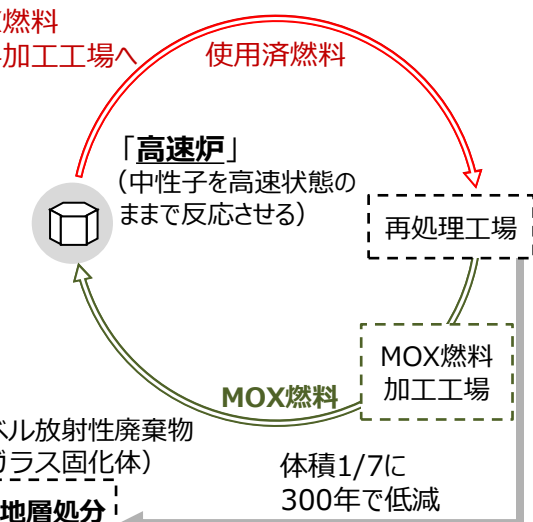 燃料
加工工場へ
使用済燃料
「高速炉」
（中性子を高速状態の
ままで反応させる）
再処理工場
MOX燃料
加工工場
MOX燃料
ベル放射性廃棄物
ガラス固化体）
体積1/7に
300年で低減
地層処分